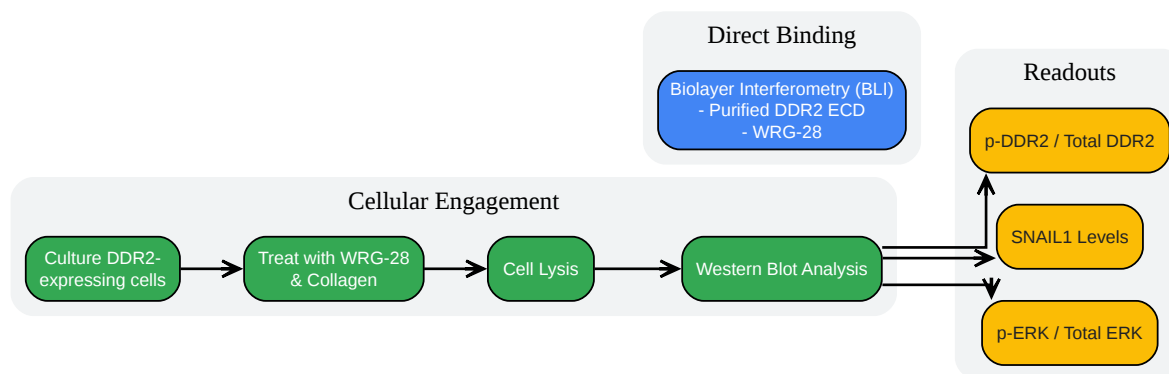 Direct Binding
Biolayer Interferometry (BLI)
- Purified DDR2 ECD
- WRG-28
Readouts
p-DDR2 / Total DDR2
SNAIL1 Levels
p-ERK / Total ERK
Cellular Engagement
Culture DDR2-
expressing cells
Treat with WRG-28
& Collagen
Cell Lysis
Western Blot Analysis